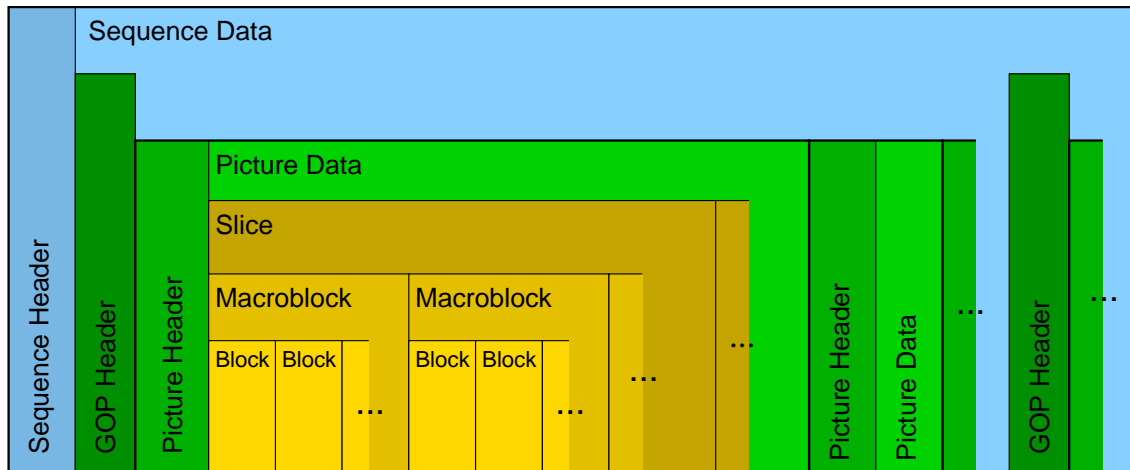 Sequence Data
Sequence Header
GOP Header
Picture Header
Picture Data
Slice
Macroblock
Macroblock
Block
Block
...
Block
Block
...
...
...
Picture Header
Picture Data
...
GOP Header
...